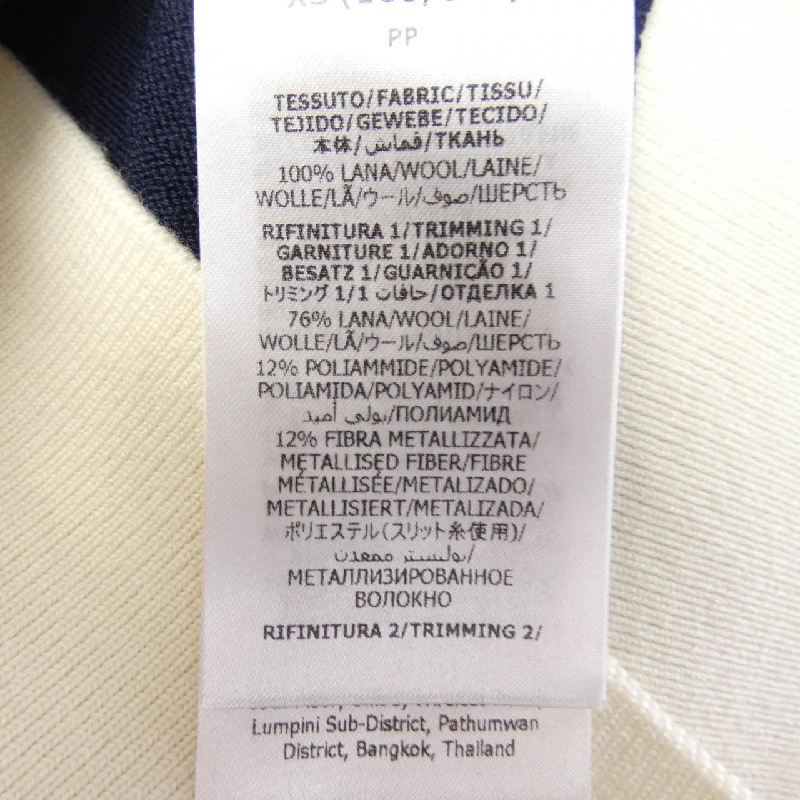 PP
TESSUTO/FABRIC/TISSU/
TEJIDO/GEWEBE/TECIDO/
本体/قماش/ТКАНЬ
100% LANA/WOOL/LAINE/
WOLLE/LÃ/ウール/صوف/ШЕРСТЬ
RIFINITURA 1/TRIMMING 1/
GARNITURE 1/ADORNO 1/
BESATZ 1/GUARNIÇÃO 1/
トリミング 1/1 حافات/ОТДЕЛКА 1
76% LANA/WOOL/LAINE/
WOLLE/LÃ/ウール/صوف/ШЕРСТЬ
12% POLIAMMIDE/POLYAMIDE/
POLIAMIDA/POLYAMID/ナイロン/
بولي أميد/ПОЛИАМИД
12% FIBRA METALLIZZATA/
METALLISED FIBER/FIBRE
MÉTALLISÉE/METALIZADO/
METALLISIERT/METALIZADA/
ポリエステル(スリット糸使用)/
بوليستر ممعدن/
МЕТАЛЛИЗИРОВАННОЕ
ВОЛОКНО
RIFINITURA 2/TRIMMING 2/
Lumpini Sub-District, Pathumwan
District, Bangkok, Thailand